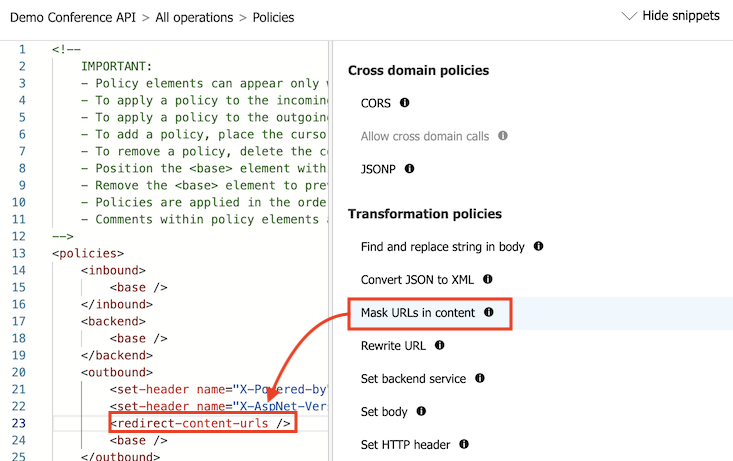 Demo Conference API > All operations > Policies
Hide snippets
1 <!--
2 IMPORTANT:
3 - Policy elements can appear only
4 - To apply a policy to the incoming
5 - To apply a policy to the outgoing
6 - To add a policy, place the curso
7 - To remove a policy, delete the
8 - Position the <base> element with
9 - Remove the <base> element to
10 - Policies are applied in the orde
11 - Comments within policy elements
12 -->
13 <policies>
14 <inbound>
15 <base />
16 </inbound>
17 <backend>
18 <base />
19 </backend>
20 <outbound>
21 <set-header name="X-Powered-by"
22 <set-header name="X-AspNet-Vers
23 <redirect-content-urls />
24 <base />
25 </outbound>
Cross domain policies
CORS
Allow cross domain calls
JSONP
Transformation policies
Find and replace string in body
Convert JSON to XML
Mask URLs in content
Rewrite URL
Set backend service
Set body
Set HTTP header